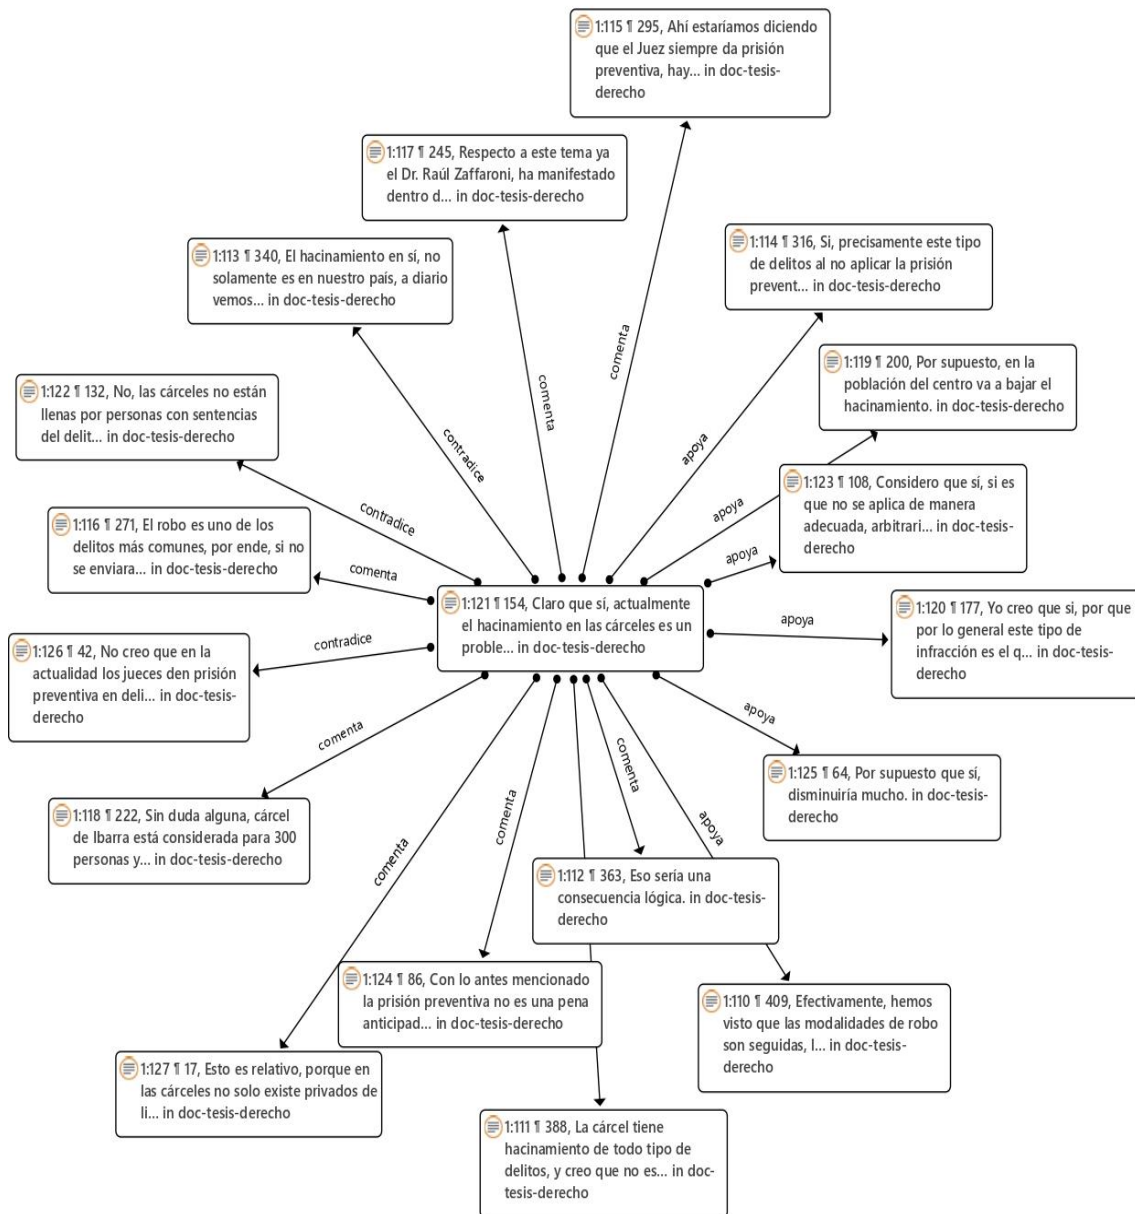 1:115 ¶ 295, Ahí estaríamos diciendo
que el Juez siempre da prisión
preventiva, hay... in doc-tesis-
derecho
1:117 ¶ 245, Respecto a este tema ya
el Dr. Raúl Zaffaroni, ha manifestado
dentro d... in doc-tesis-derecho
1:113 ¶ 340, El hacinamiento en sí, no
solamente es en nuestro país, a diario
vemos... in doc-tesis-derecho
1:114 ¶ 316, Si, precisamente este tipo
de delitos al no aplicar la prisión
prevent... in doc-tesis-derecho
comenta
comenta
contradice
apoya
1:119 ¶ 200, Por supuesto, en la
población del centro va a bajar el
hacinamiento. in doc-tesis-derecho
1:122 ¶ 132, No, las cárceles no están
llenas por personas con sentencias
del delit... in doc-tesis-derecho
contradice
apoya
1:123 ¶ 108, Considero que sí, si es
que no se aplica de manera
adecuada, arbitrari... in doc-tesis-
derecho
1:116 ¶ 271, El robo es uno de los
delitos más comunes, por ende, si no
se enviara... in doc-tesis-derecho
comenta
apoya
1:121 ¶ 154, Claro que sí, actualmente
el hacinamiento en las cárceles es un
proble... in doc-tesis-derecho
1:120 ¶ 177, Yo creo que si, por que
por lo general este tipo de
infracción es el q... in doc-tesis-
derecho
apoya
1:126 ¶ 42, No creo que en la
actualidad los jueces den prisión
preventiva en deli... in doc-tesis-
derecho
contradice
comenta
apoya
1:125 ¶ 64, Por supuesto que sí,
disminuiría mucho. in doc-tesis-
derecho
1:118 ¶ 222, Sin duda alguna, cárcel
de Ibarra está considerada para 300
personas y... in doc-tesis-derecho
comenta
comenta
comenta
apoya
1:112 ¶ 363, Eso sería una
consecuencia lógica. in doc-tesis-
derecho
1:124 ¶ 86, Con lo antes mencionado
la prisión preventiva no es una pena
anticipad... in doc-tesis-derecho
1:110 ¶ 409, Efectivamente, hemos
visto que las modalidades de robo
son seguidas, l... in doc-tesis-
derecho
1:127 ¶ 17, Esto es relativo, porque en
las cárceles no solo existe privados de
li... in doc-tesis-derecho
1:111 ¶ 388, La cárcel tiene
hacinamiento de todo tipo de
delitos, y creo que no es... in doc-
tesis-derecho